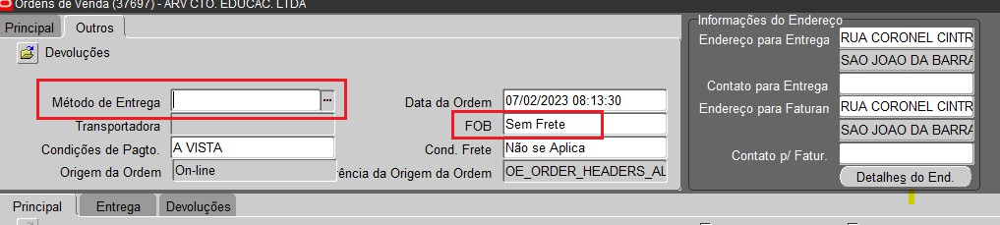 Ordens de Venda (37697) - ARV CTO. EDUCAC. LTDA
Principal Outros
Devoluções
Método de Entrega ...
Transportadora
Condições de Pagto. A VISTA
Origem da Ordem On-line
Data da Ordem 07/02/2023 08:13:30
FOB Sem Frete
Cond. Frete Não se Aplica
rência da Origem da Ordem OE_ORDER_HEADERS_AL
Informações do Endereço
Endereço para Entrega RUA CORONEL CINTR
SAO JOAO DA BARRA
Contato para Entrega
Endereço para Faturam RUA CORONEL CINTR
SAO JOAO DA BARRA
Contato p/ Fatur.
Detalhes do End.
Principal Entrega Devoluções